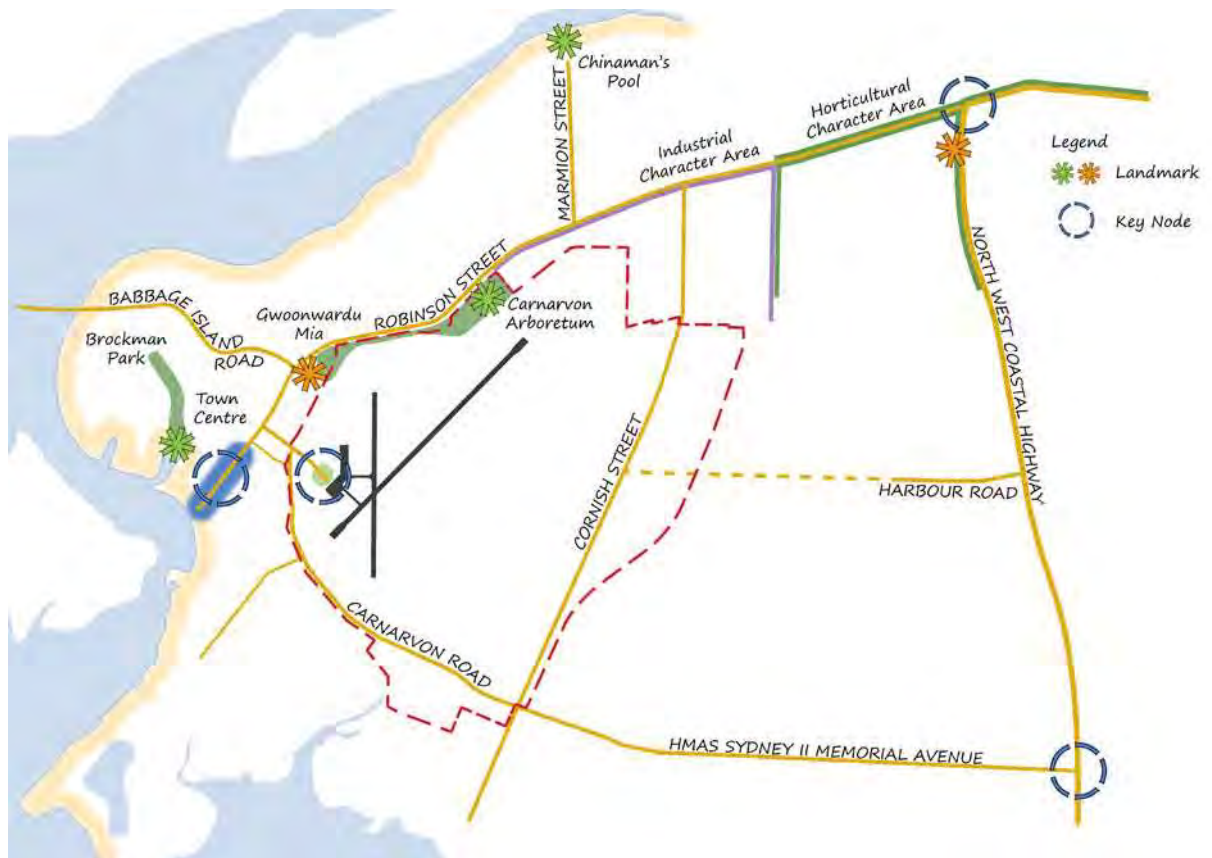 Chinaman's
Pool
MARMION STREET
Horticultural
Character Area
Industrial
Character Area
Legend
Landmark
Key Node
NORTH WEST COASTAL HIGHWAY
ROBINSON STREET
Carnarvon
Arboretum
Gwoonwardu
Mia
BABBAGE ISLAND
ROAD
Brockman
Park
Town
Centre
CORNISH STREET
HARBOUR ROAD
CARNARVON ROAD
HMAS SYDNEY II MEMORIAL AVENUE